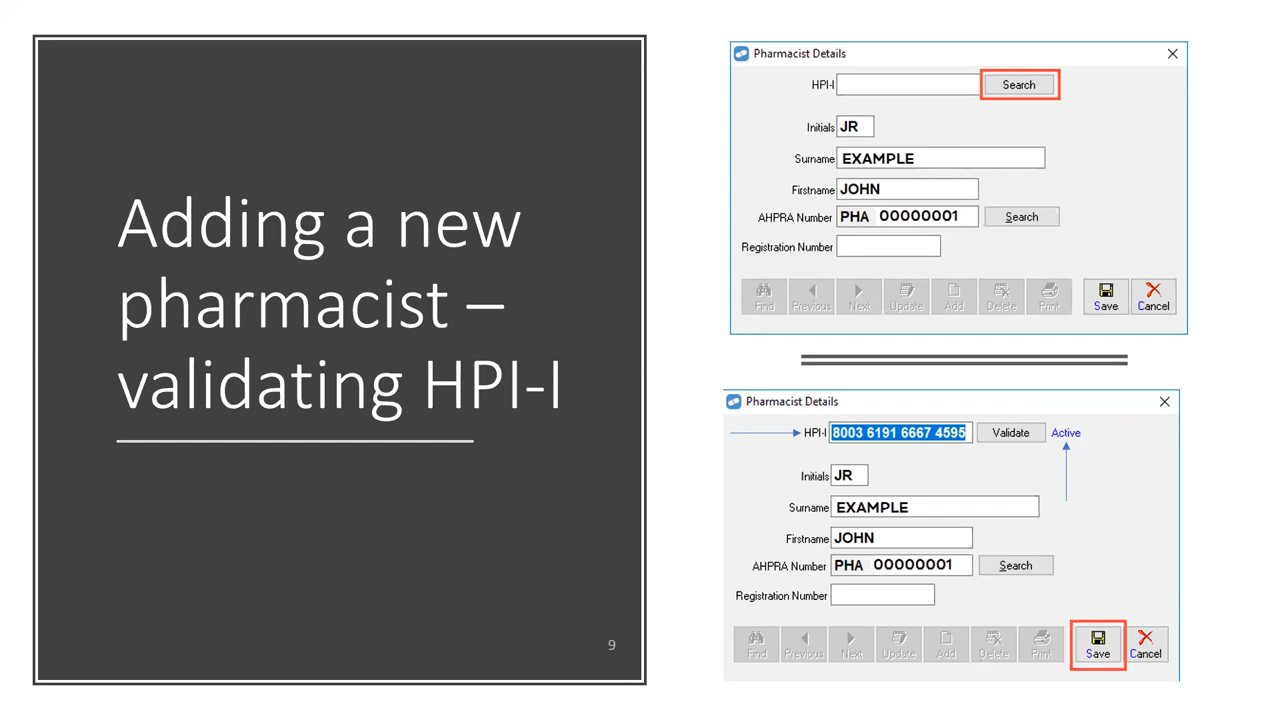 Adding a new
pharmacist –
validating HPI-I
9
Pharmacist Details
HPI-I Search
Initials JR
Surname EXAMPLE
Firstname JOHN
AHPRA Number PHA 00000001 Search
Registration Number
Find Previous Next Update Add Delete Print Save Cancel
Pharmacist Details
HPI-I 8003 6191 6667 4595 Validate Active
Initials JR
Surname EXAMPLE
Firstname JOHN
AHPRA Number PHA 00000001 Search
Registration Number
Find Previous Next Update Add Delete Print Save Cancel